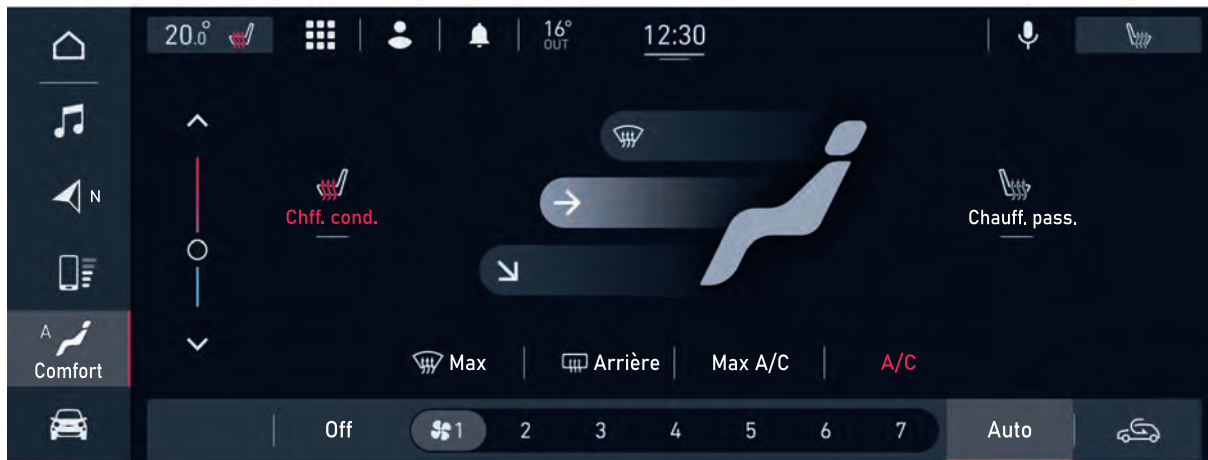 20.0°
16°
OUT
12:30
N
Chff. cond.
Chauff. pass.
A
Comfort
Max
Arrière
Max A/C
A/C
Off
1
2
3
4
5
6
7
Auto